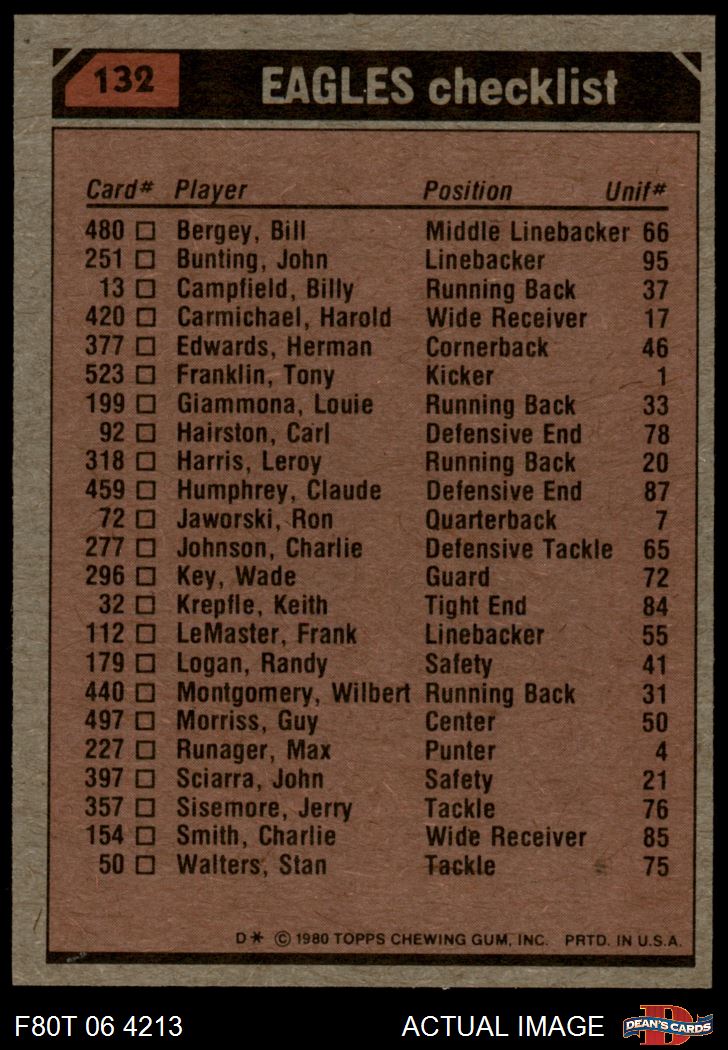 132 EAGLES checklist
Card# Player Position Unif#
480 Bergey, Bill Middle Linebacker 66
251 Bunting, John Linebacker 95
13 Campfield, Billy Running Back 37
420 Carmichael, Harold Wide Receiver 17
377 Edwards, Herman Cornerback 46
523 Franklin, Tony Kicker 1
199 Giammona, Louie Running Back 33
92 Hairston, Carl Defensive End 78
318 Harris, Leroy Running Back 20
459 Humphrey, Claude Defensive End 87
72 Jaworski, Ron Quarterback 7
277 Johnson, Charlie Defensive Tackle 65
296 Key, Wade Guard 72
32 Krepfle, Keith Tight End 84
112 LeMaster, Frank Linebacker 55
179 Logan, Randy Safety 41
440 Montgomery, Wilbert Running Back 31
497 Morriss, Guy Center 50
227 Runager, Max Punter 4
397 Sciarra, John Safety 21
357 Sisemore, Jerry Tackle 76
154 Smith, Charlie Wide Receiver 85
50 Walters, Stan Tackle 75
D* © 1980 TOPPS CHEWING GUM, INC. PRTD. IN U.S.A.
F80T 06 4213 ACTUAL IMAGE D DEAN'S CARDS